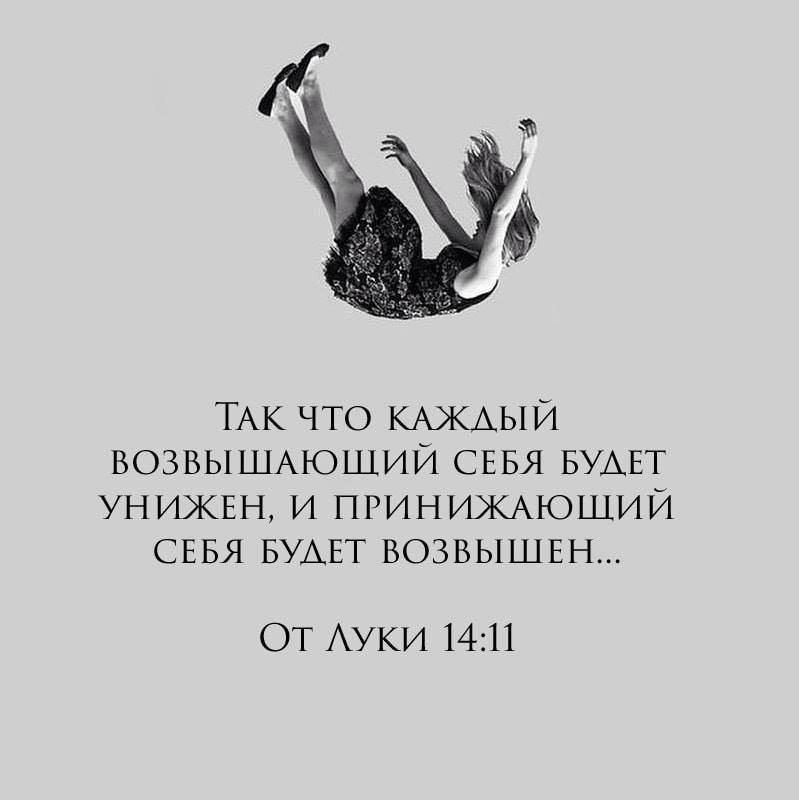 Так что каждый
возвышающий себя будет
унижен, и принижающий
себя будет возвышен...
От Луки 14:11